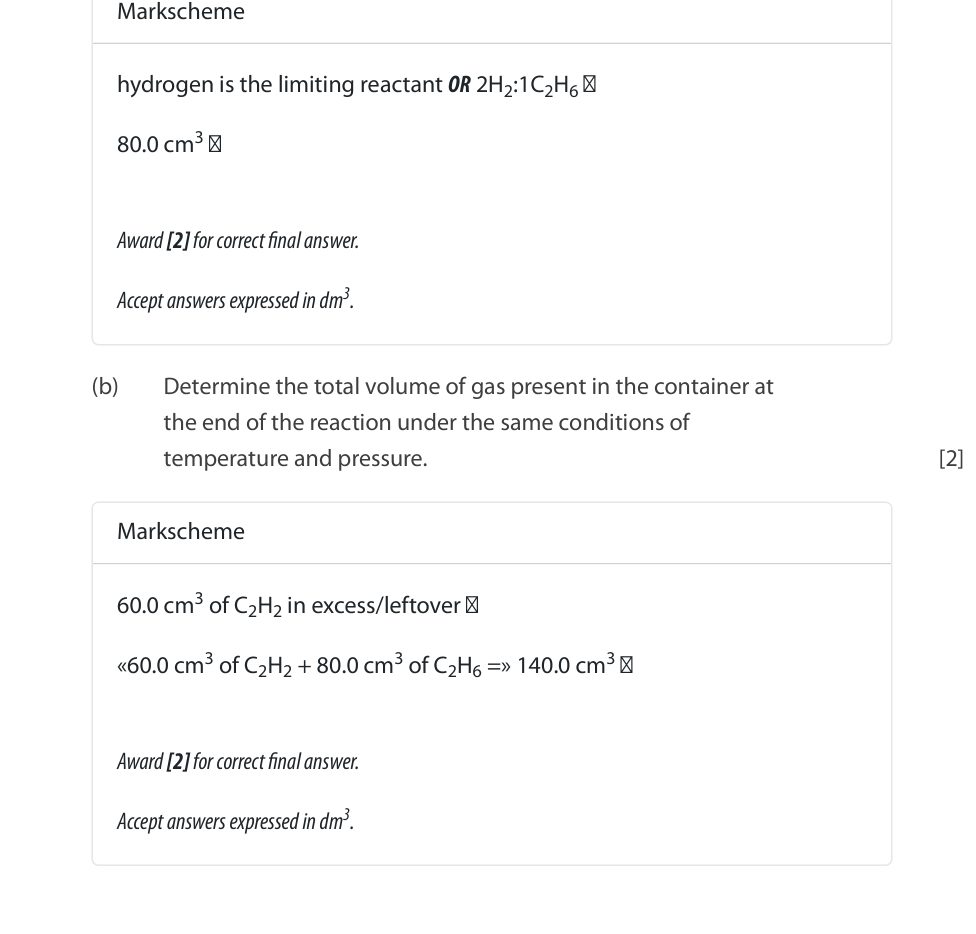 Markscheme
hydrogen is the limiting reactant OR 2H₂:1C₂H₆
80.0 cm³
Award [2] for correct final answer.
Accept answers expressed in dm³.
(b) Determine the total volume of gas present in the container at
the end of the reaction under the same conditions of
temperature and pressure. [2]
Markscheme
60.0 cm³ of C₂H₂ in excess/leftover
«60.0 cm³ of C₂H₂ + 80.0 cm³ of C₂H₆ =» 140.0 cm³
Award [2] for correct final answer.
Accept answers expressed in dm³.